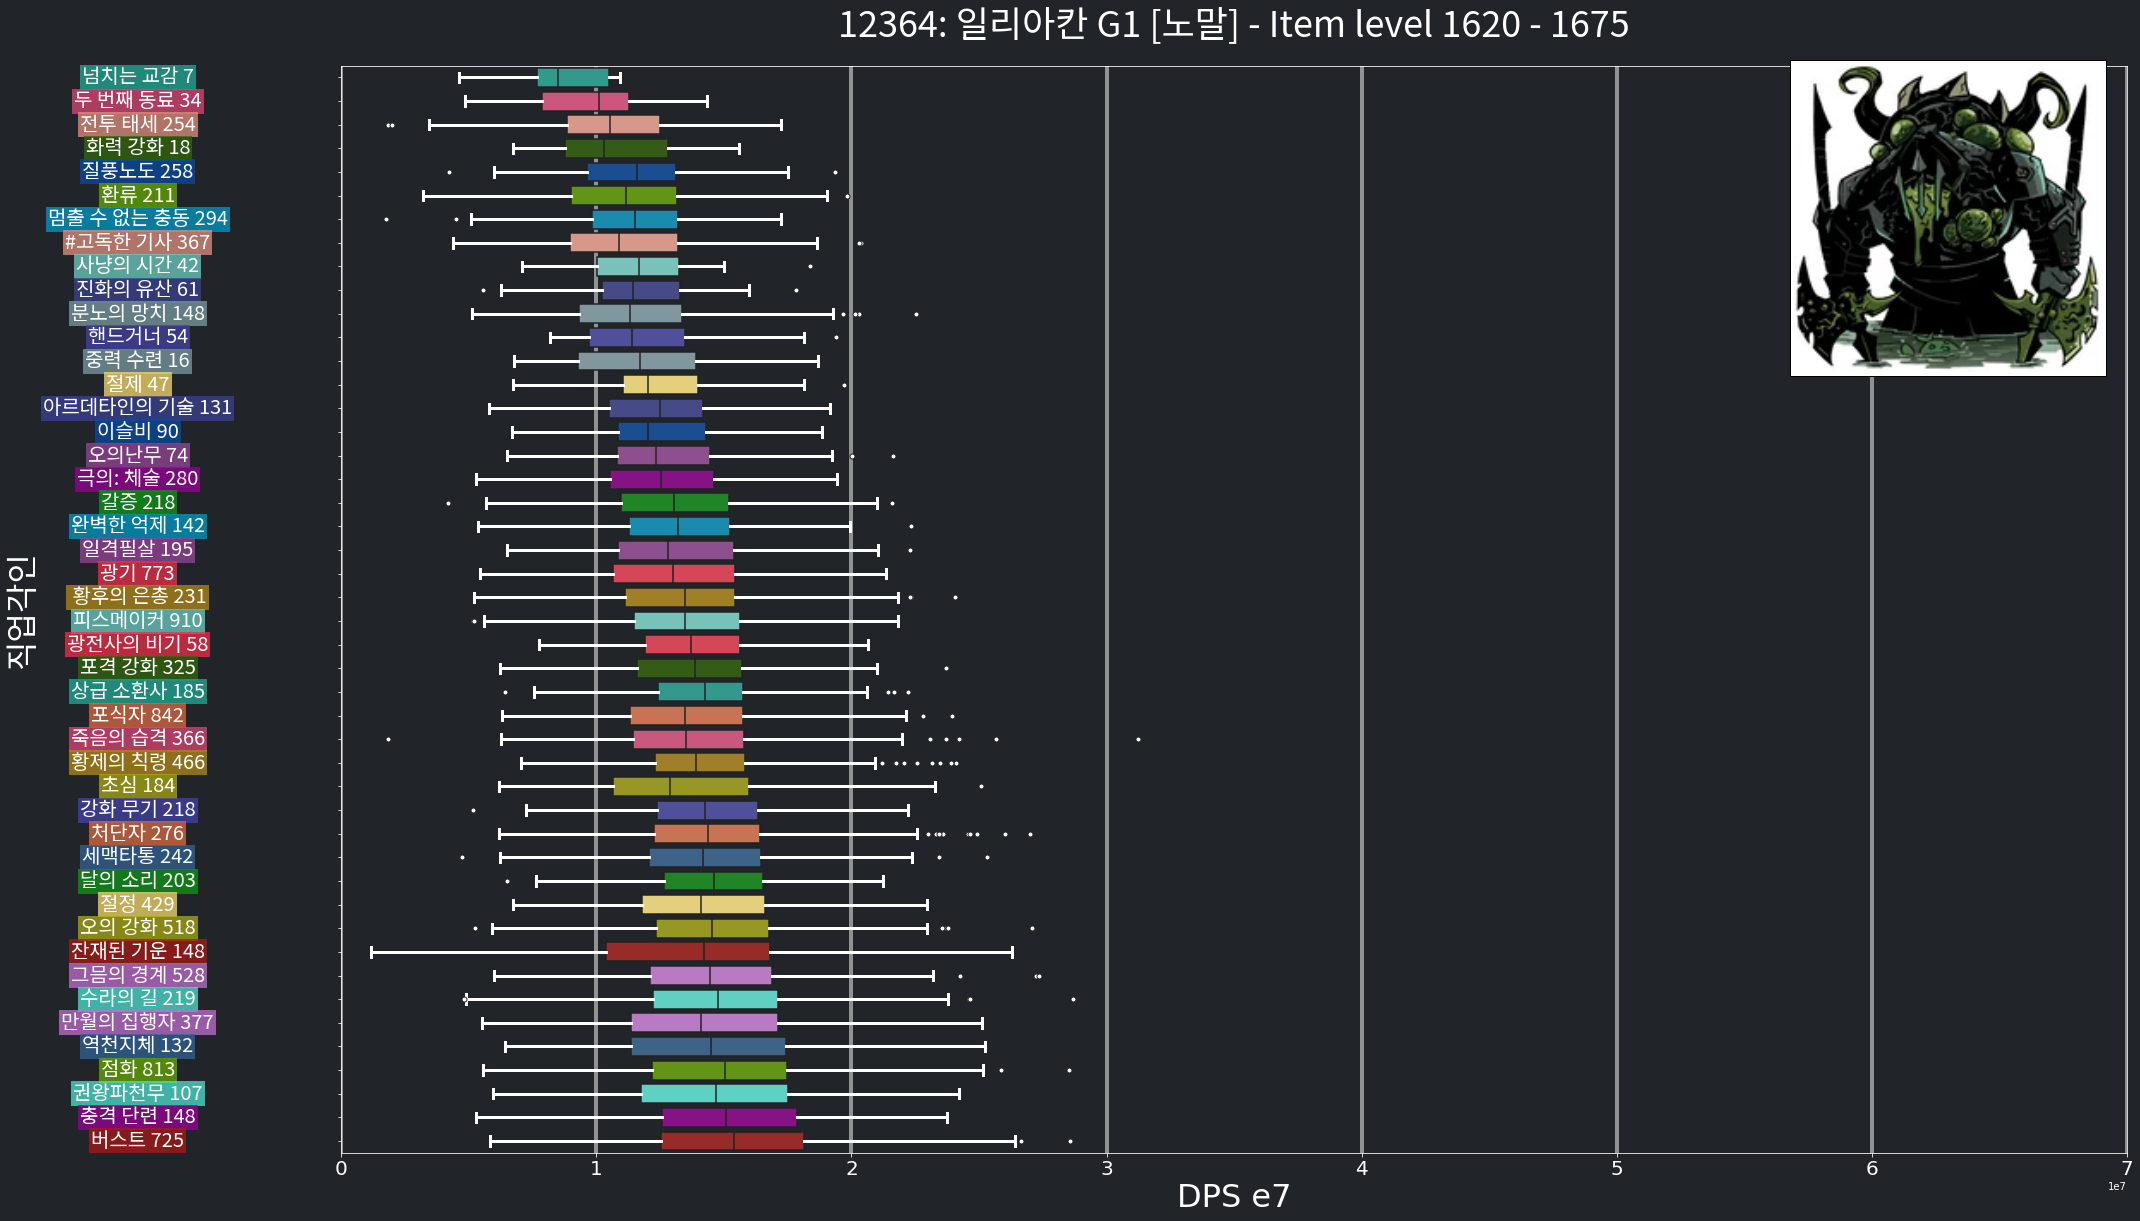 12364: 일리아칸 G1 [노말] - Item level 1620 - 1675
넘치는 교감 7
두 번째 동료 34
전투 태세 254
화력 강화 18
질풍노도 258
환류 211
멈출 수 없는 충동 294
#고독한 기사 367
사냥의 시간 42
진화의 유산 61
분노의 망치 148
핸드거너 54
중력 수련 16
절제 47
아르데타인의 기술 131
이슬비 90
오의난무 74
극의: 체술 280
갈증 218
완벽한 억제 142
일격필살 195
광기 773
황후의 은총 231
피스메이커 910
광전사의 비기 58
포격 강화 325
상급 소환사 185
포식자 842
죽음의 습격 366
황제의 칙령 466
초심 184
강화 무기 218
처단자 276
세맥타통 242
달의 소리 203
절정 429
오의 강화 518
잔재된 기운 148
그믐의 경계 528
수라의 길 219
만월의 집행자 377
역천지체 132
점화 813
권왕파천무 107
충격 단련 148
버스트 725
직업각인
0 1 2 3 4 5 6 7
1e7
DPS e7